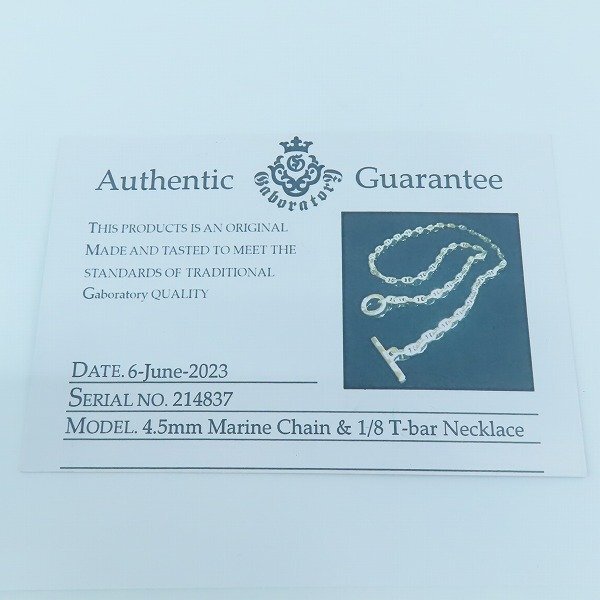 Authentic Gaboratory Guarantee
THIS PRODUCTS IS AN ORIGINAL
MADE AND TASTED TO MEET THE
STANDARDS OF TRADITIONAL
Gaboratory QUALITY
DATE. 6-June-2023
SERIAL NO. 214837
MODEL. 4.5mm Marine Chain & 1/8 T-bar Necklace